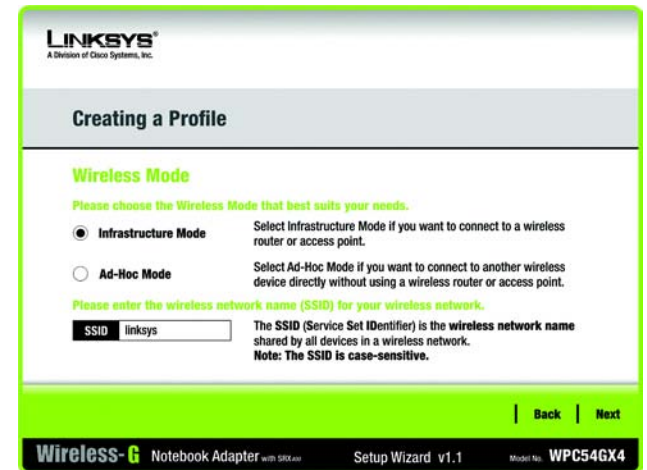 LINKSYS®
A Division of Cisco Systems, Inc.
Creating a Profile
Wireless Mode
Please choose the Wireless Mode that best suits your needs.
Infrastructure Mode
Select Infrastructure Mode if you want to connect to a wireless
router or access point.
Ad-Hoc Mode
Select Ad-Hoc Mode if you want to connect to another wireless
device directly without using a wireless router or access point.
Please enter the wireless network name (SSID) for your wireless network.
SSID linksys
The SSID (Service Set IDentifier) is the wireless network name
shared by all devices in a wireless network.
Note: The SSID is case-sensitive.
Back Next
Wireless-G Notebook Adapter with SRX400 Setup Wizard v1.1 Model No. WPC54GX4